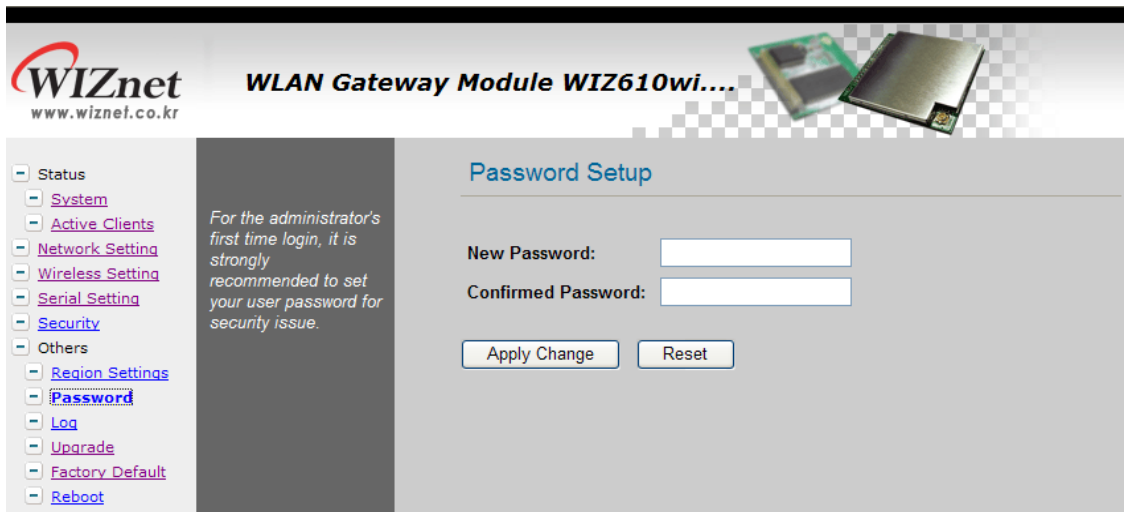 WIZnet
www.wiznet.co.kr
WLAN Gateway Module WIZ610wi....
Status
System
Active Clients
Network Setting
Wireless Setting
Serial Setting
Security
Others
Region Settings
Password
Log
Upgrade
Factory Default
Reboot
For the administrator's
first time login, it is
strongly
recommended to set
your user password for
security issue.
Password Setup
New Password:
Confirmed Password:
Apply Change
Reset